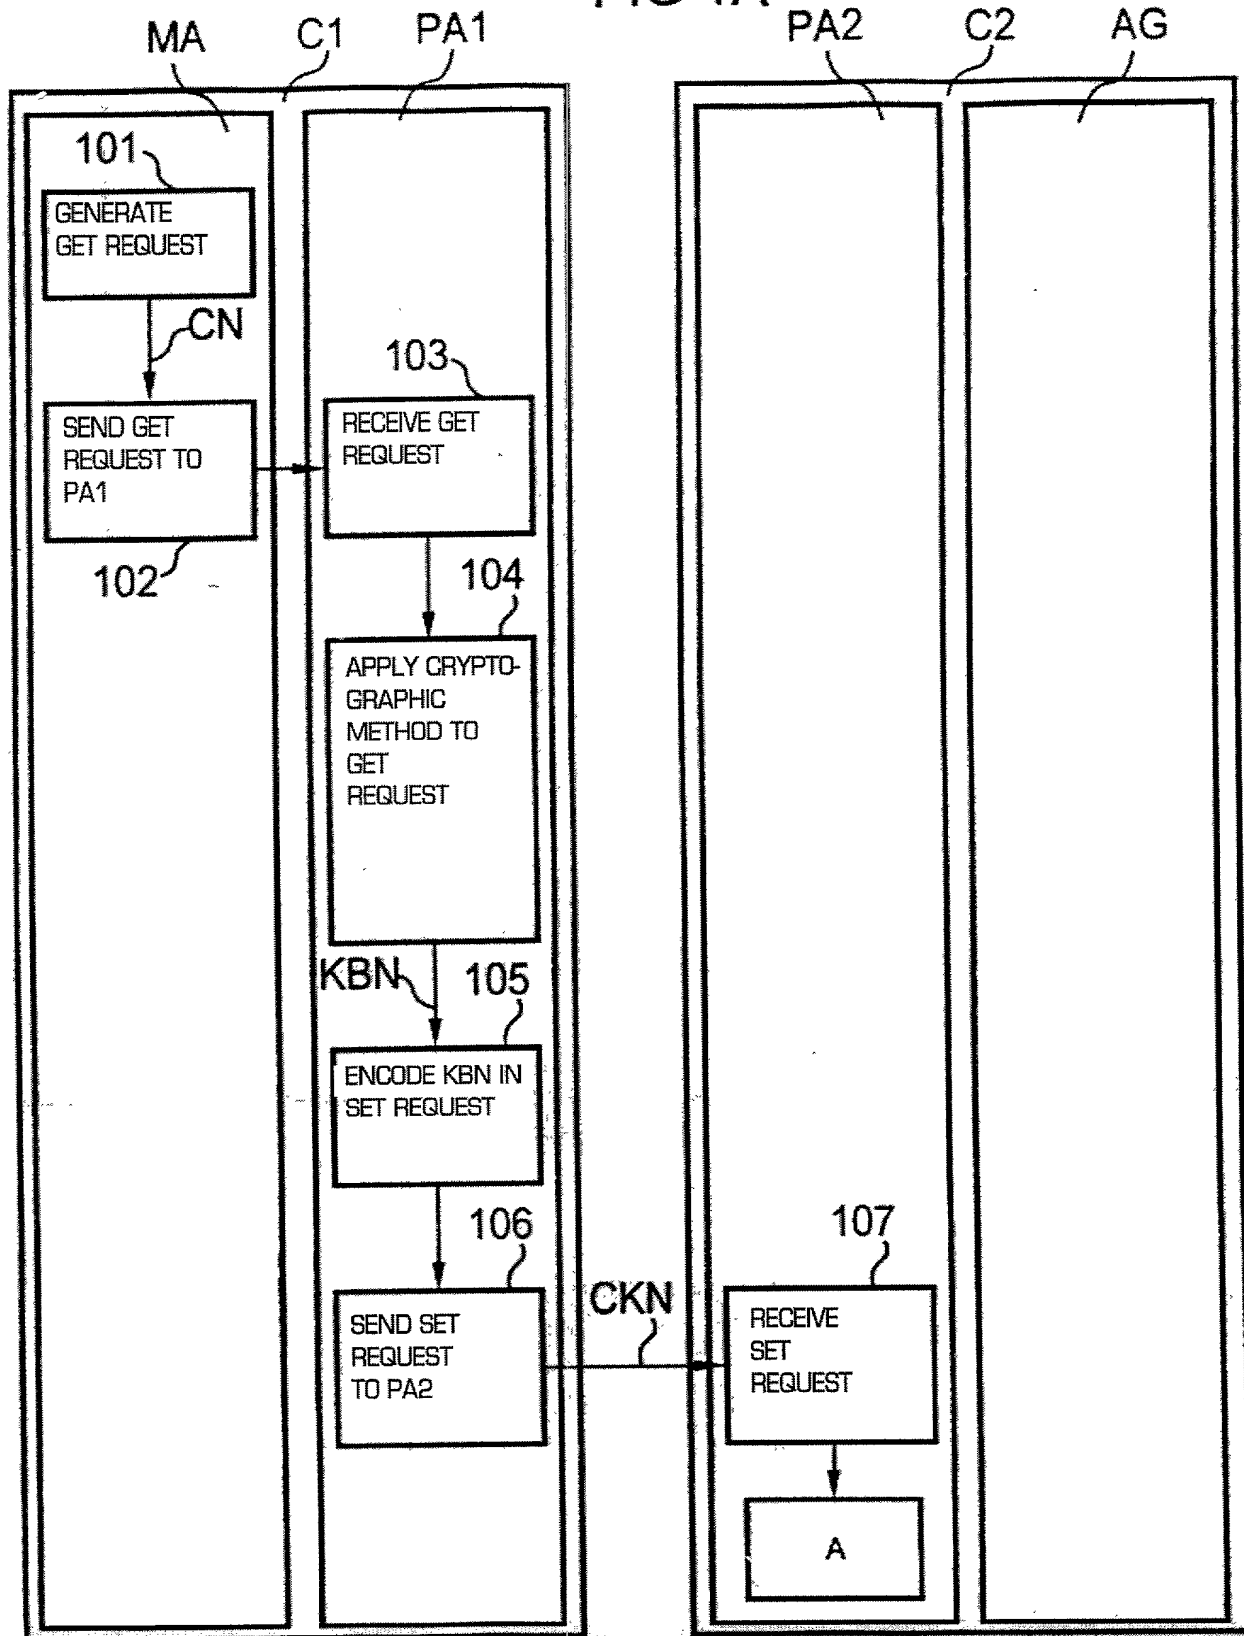 MA C1 PA1 PA2 C2 AG
101
GENERATE
GET REQUEST
CN
103
SEND GET
REQUEST TO
PA1
RECEIVE GET
REQUEST
102
104
APPLY CRYPTO-
GRAPHIC
METHOD TO
GET
REQUEST
KBN
105
ENCODE KBN IN
SET REQUEST
106
107
CKN
SEND SET
REQUEST
TO PA2
RECEIVE
SET
REQUEST
A